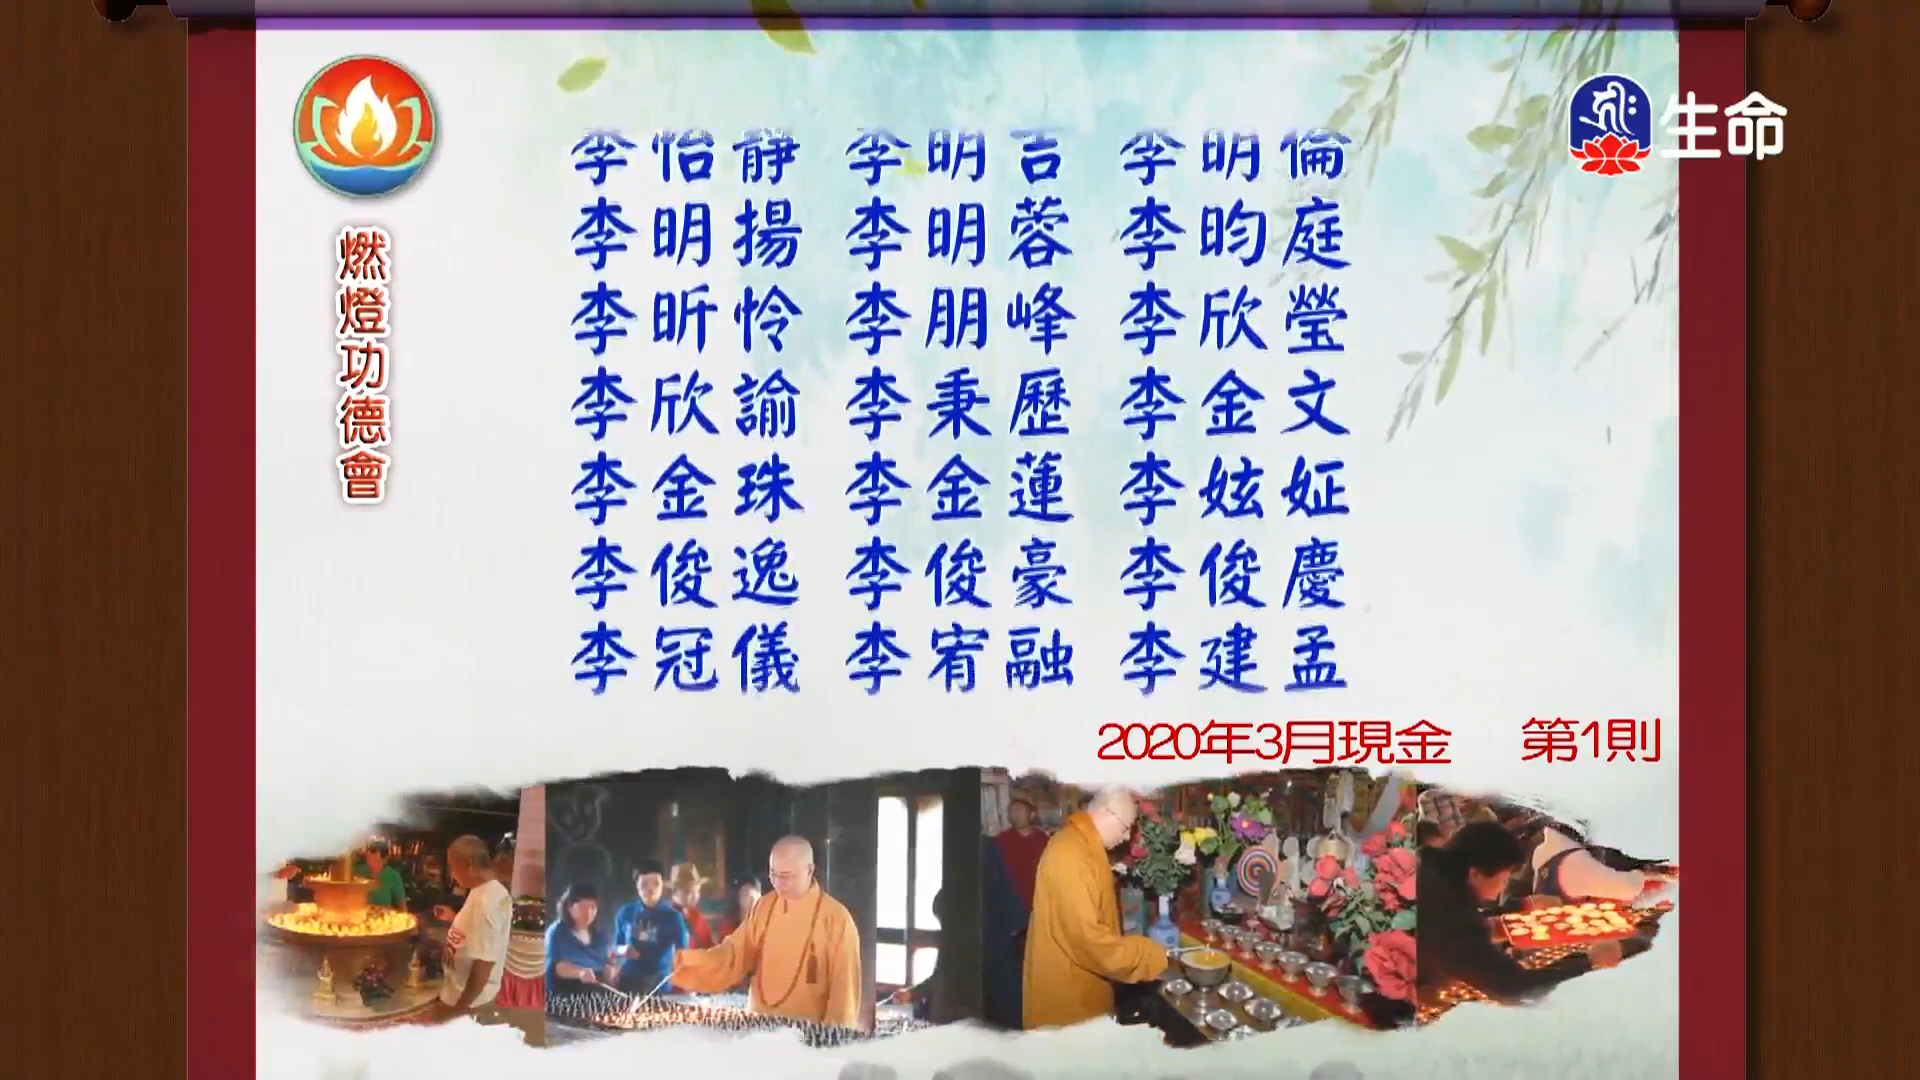 生命
燃燈功德會
李怡靜 李明吉 李明倫
李明揚 李明蓉 李昀庭
李昕怜 李朋峰 李欣瑩
李欣諭 李秉歷 李金文
李金珠 李金蓮 李妶姃
李俊逸 李俊豪 李俊慶
李冠儀 李宥融 李建孟
2020年3月現金 第1則